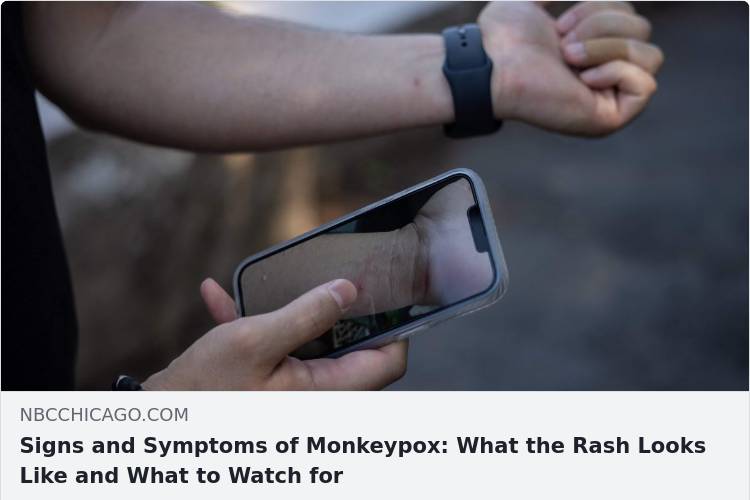 NBCCHICAGO.COM
Signs and Symptoms of Monkeypox: What the Rash Looks
Like and What to Watch for